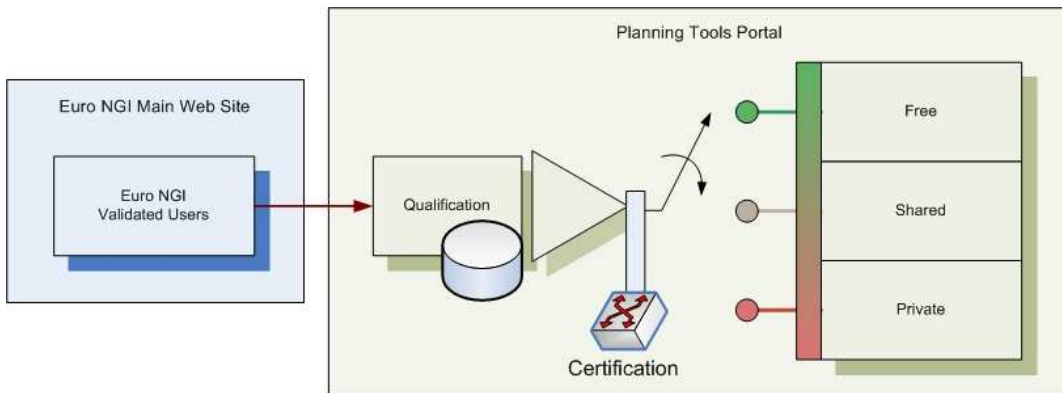 Planning Tools Portal
Euro NGI Main Web Site
Euro NGI
Validated Users
Qualification
Certification
Free
Shared
Private